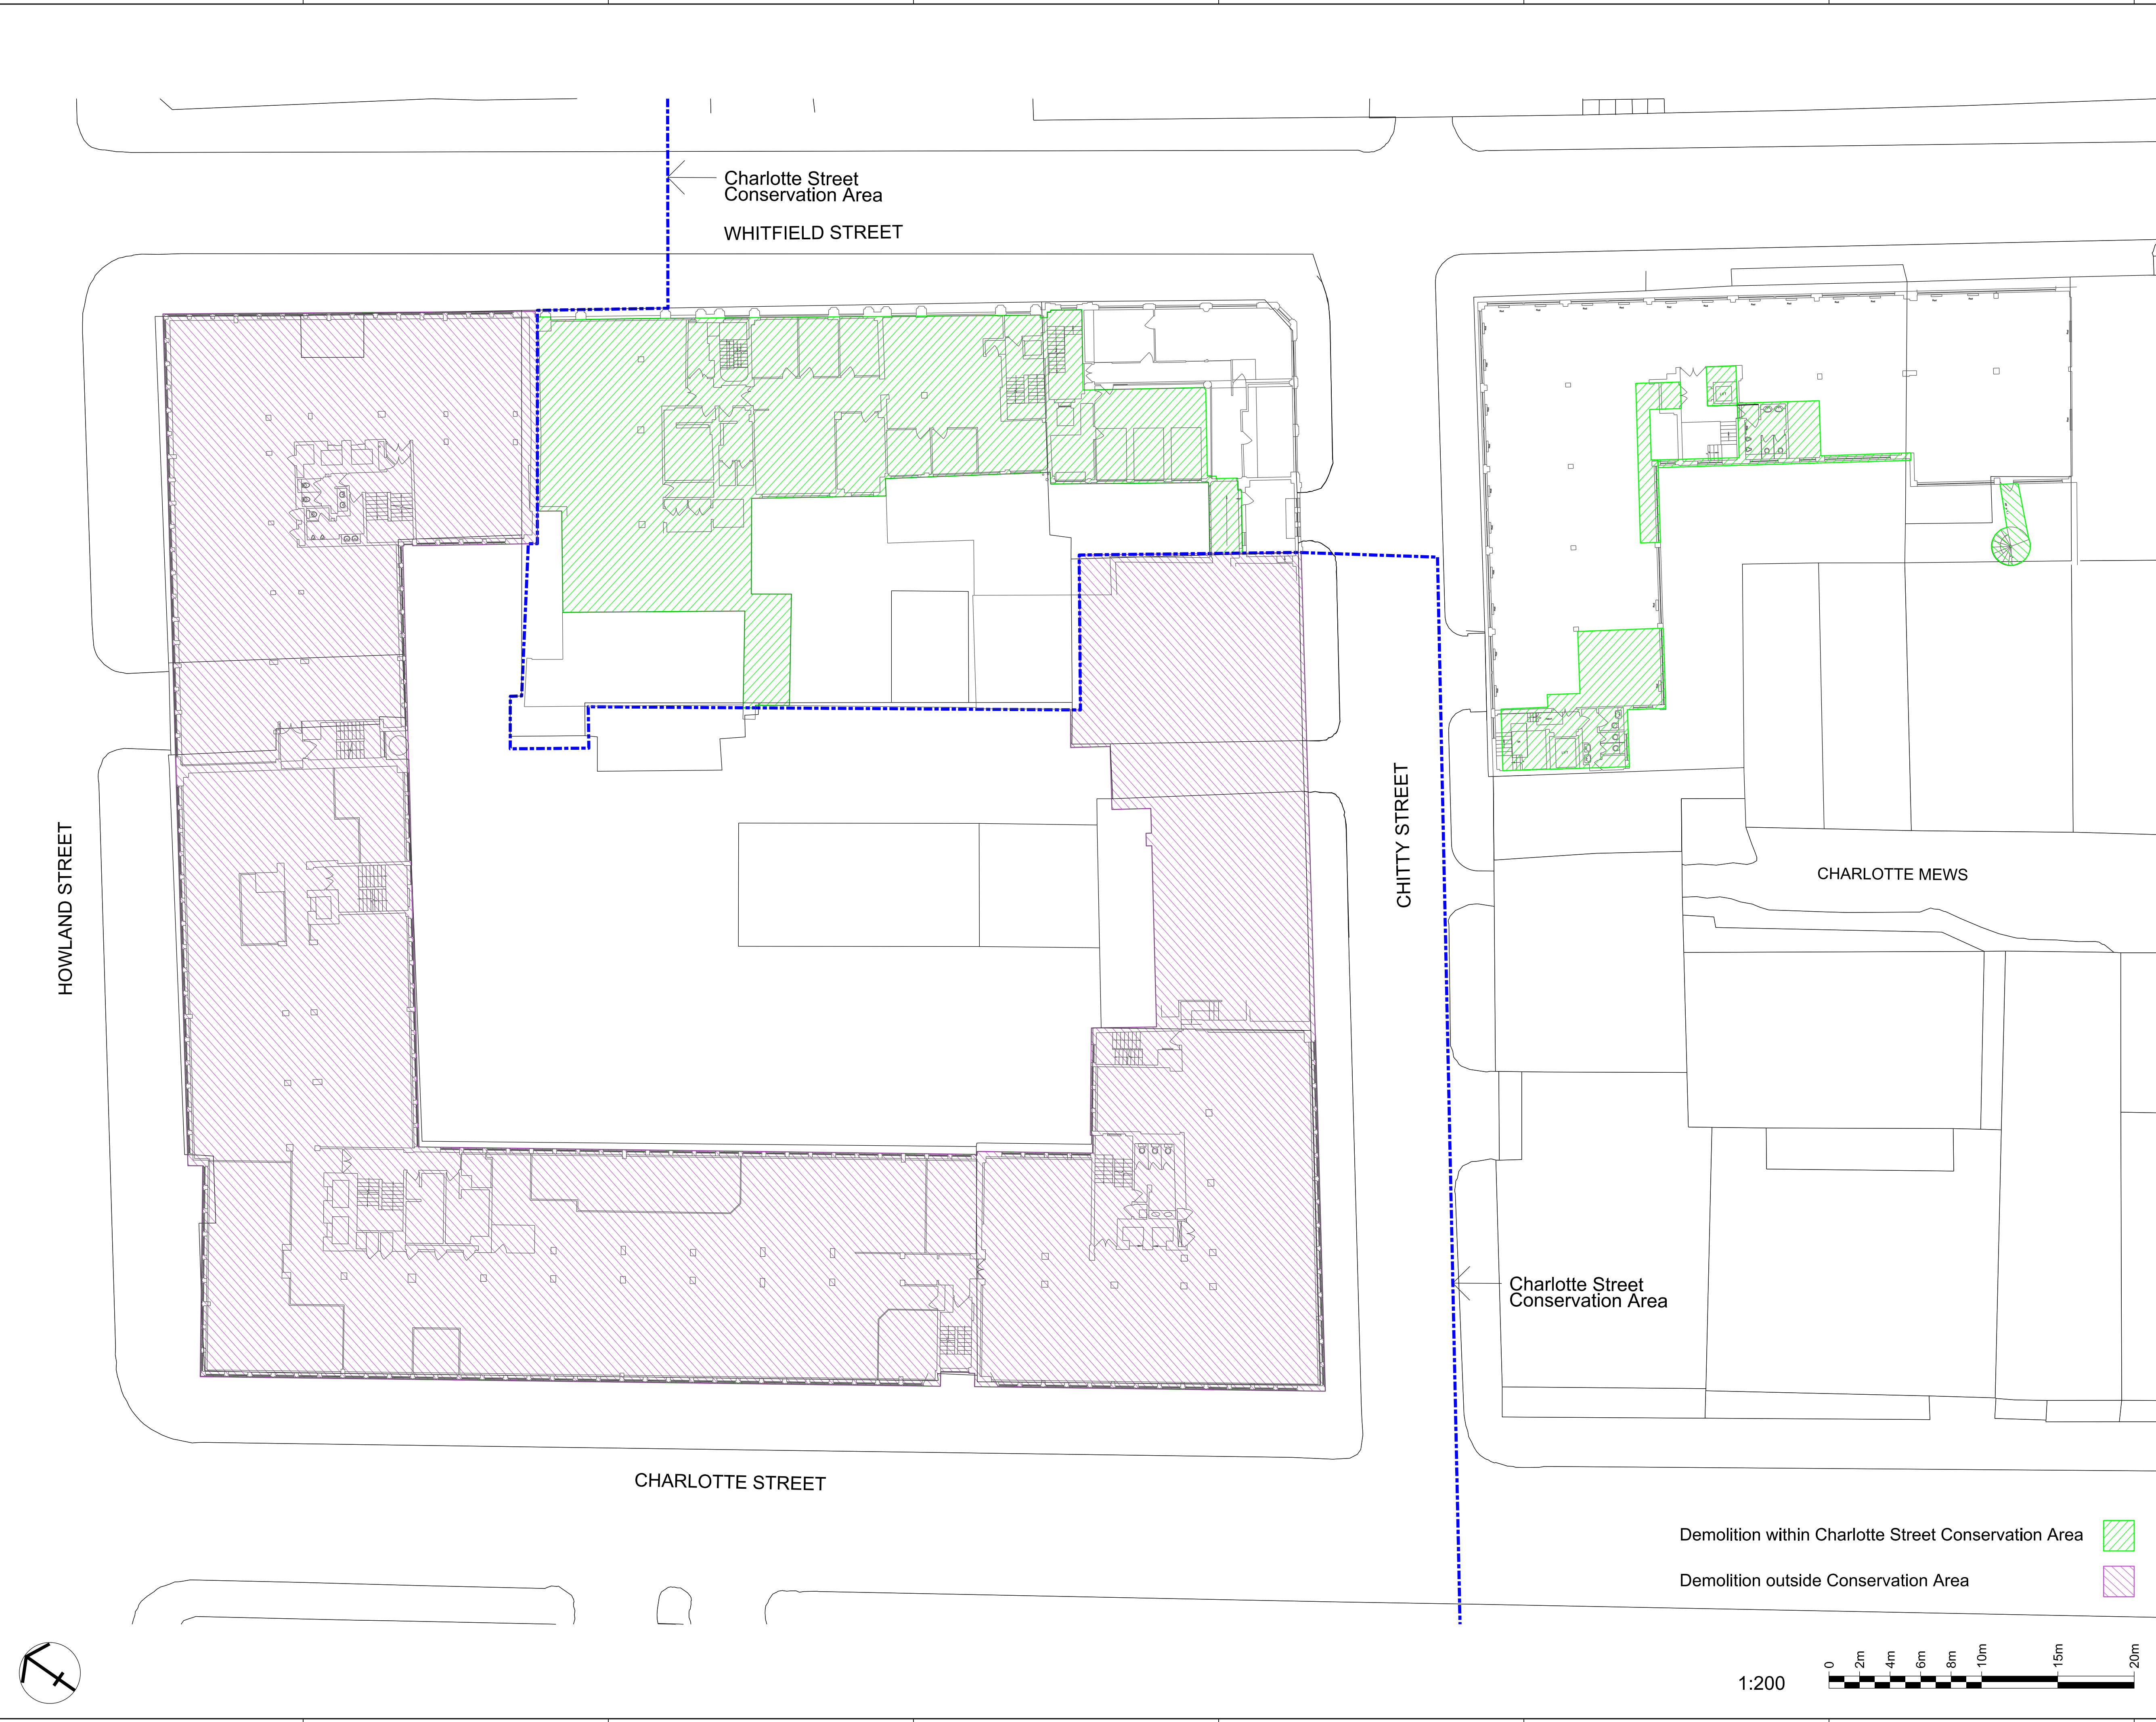 Charlotte Street
Conservation Area
WHITFIELD STREET
HOWLAND STREET
CHITTY STREET
CHARLOTTE MEWS
Charlotte Street
Conservation Area
CHARLOTTE STREET
Demolition within Charlotte Street Conservation Area
Demolition outside Conservation Area
1:200
0 2m 4m 6m 8m 10m 15m 20m